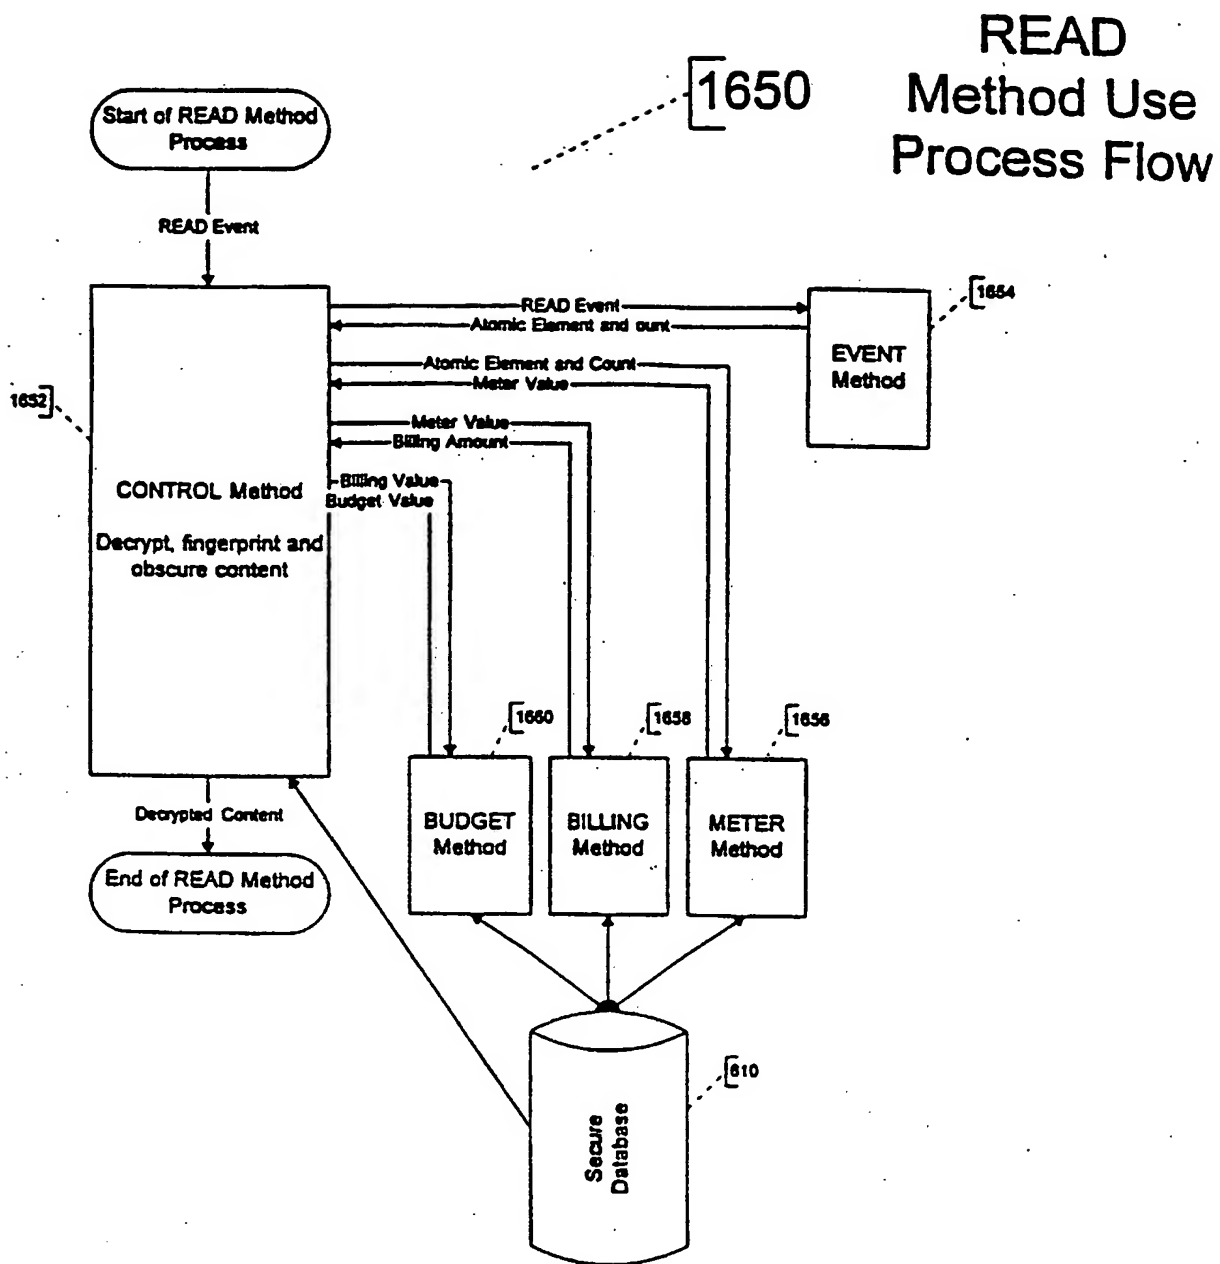 READ
Method Use
Process Flow
1650
Start of READ Method
Process
READ Event
READ Event
Atomic Element and ount
1654
EVENT
Method
Atomic Element and Count
Meter Value
1652
Meter Value
Billing Amount
Billing Value
Budget Value
CONTROL Method
Decrypt, fingerprint and
obscure content
1660
1658
1656
BUDGET
Method
BILLING
Method
METER
Method
Decrypted Content
End of READ Method
Process
610
Secure
Database